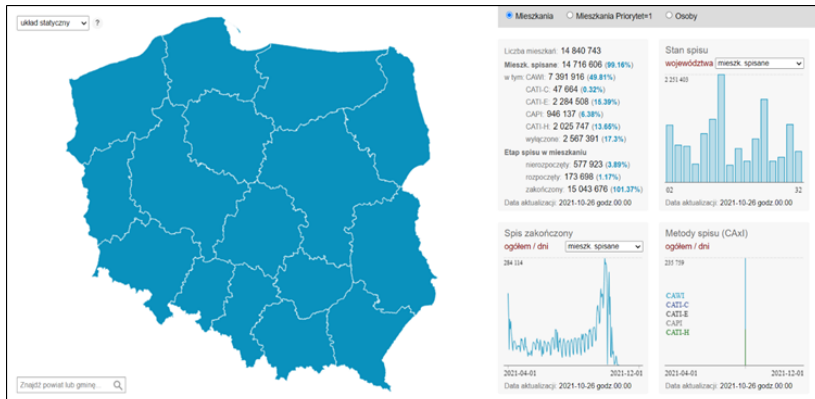 układ statyczny
?
Mieszkania
Mieszkania Priorytet=1
Osoby
Liczba mieszkań: 14 840 743
Mieszk. spisane: 14 716 606 (99.16%)
w tym: CAWI: 7 391 916 (49.81%)
CATI-C: 47 664 (0.32%)
CATI-E: 2 284 508 (15.39%)
CAPI: 946 137 (6.38%)
CATI-H: 2 025 747 (13.65%)
wyłączone: 2 567 391 (17.3%)
Etap spisu w mieszkaniu
nierozpoczęty: 577 923 (3.89%)
rozpoczęty: 173 698 (1.17%)
zakończony: 15 043 676 (101.37%)
Data aktualizacji: 2021-10-26 godz.00:00
Stan spisu
województwa mieszk. spisane
2 251 403
02 32
Data aktualizacji: 2021-10-26 godz.00:00
Spis zakończony
ogółem / dni mieszk. spisane
284 114
2021-04-01 2021-12-01
Data aktualizacji: 2021-10-26 godz.00:00
Metody spisu (CAxI)
ogółem / dni
235 759
CAWI
CATI-C
CATI-E
CAPI
CATI-H
2021-04-01 2021-12-01
Data aktualizacji: 2021-10-26 godz.00:00
Znajdź powiat lub gminę...